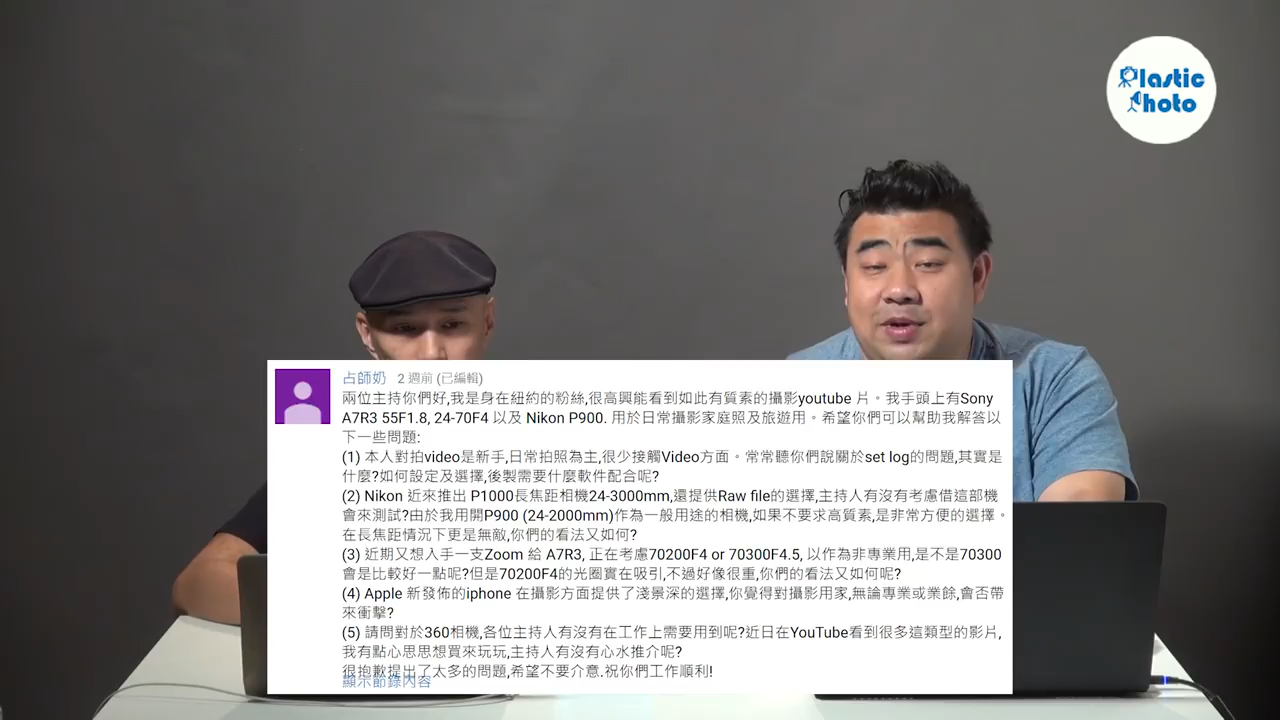 Plastic
Photo
占師奶 2 週前 (已編輯)
兩位主持你們好,我是身在紐約的粉絲,很高興能看到如此有質素的攝影youtube 片。我手頭上有Sony
A7R3 55F1.8, 24-70F4 以及 Nikon P900. 用於日常攝影家庭照及旅遊用。希望你們可以幫助我解答以
下一些問題:
(1) 本人對拍video是新手,日常拍照為主,很少接觸Video方面。常常聽你們說關於set log的問題,其實是
什麼?如何設定及選擇,後製需要什麼軟件配合呢?
(2) Nikon 近來推出 P1000長焦距相機24-3000mm,還提供Raw file的選擇,主持人有沒有考慮借這部機
會來測試?由於我用開P900 (24-2000mm)作為一般用途的相機,如果不要求高質素,是非常方便的選擇。
在長焦距情況下更是無敵,你們的看法又如何?
(3) 近期又想入手一支Zoom 給 A7R3, 正在考慮70200F4 or 70300F4.5, 以作為非專業用,是不是70300
會是比較好一點呢?但是70200F4的光圈實在吸引,不過好像很重,你們的看法又如何呢?
(4) Apple 新發佈的iphone 在攝影方面提供了淺景深的選擇,你覺得對攝影用家,無論專業或業餘,會否帶
來衝擊?
(5) 請問對於360相機,各位主持人有沒有在工作上需要用到呢?近日在YouTube看到很多這類型的影片,
我有點心思思想買來玩玩,主持人有沒有心水推介呢?
很抱歉提出了太多的問題,希望不要介意.祝你們工作順利!
顯示節錄內容